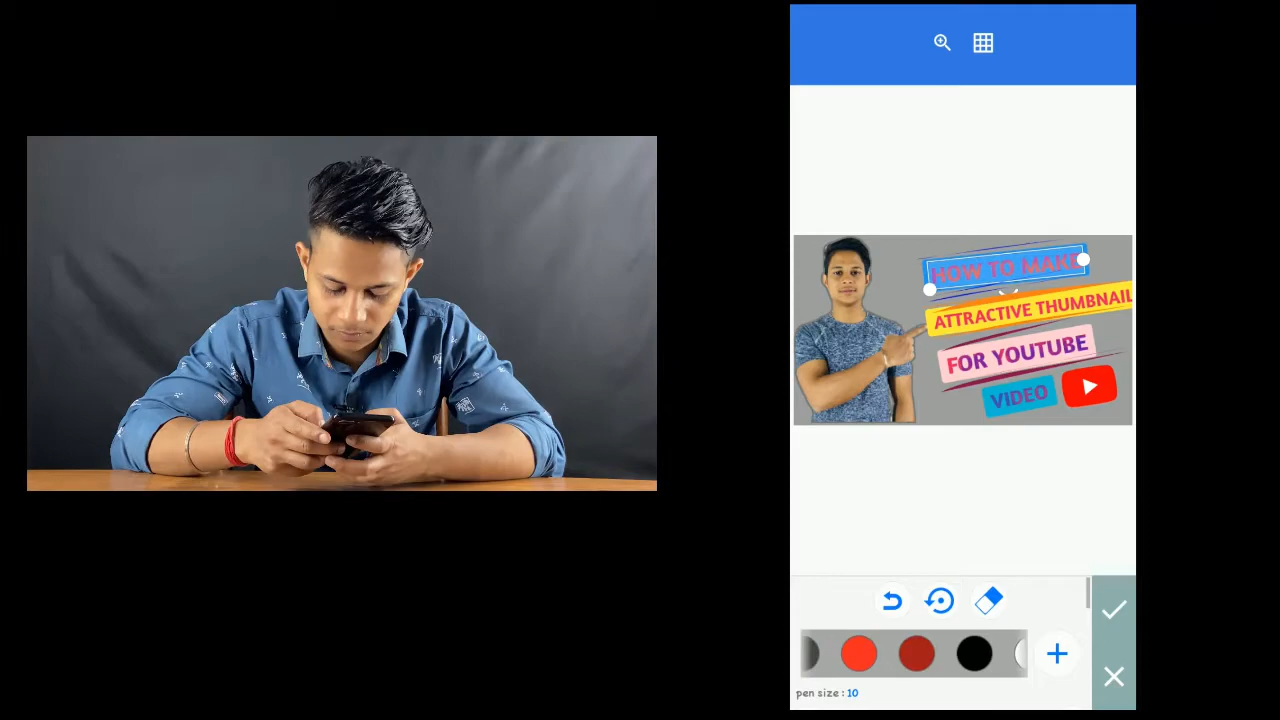 HOW TO MAKE
ATTRACTIVE THUMBNAIL
FOR YOUTUBE
VIDEO
pen size : 10